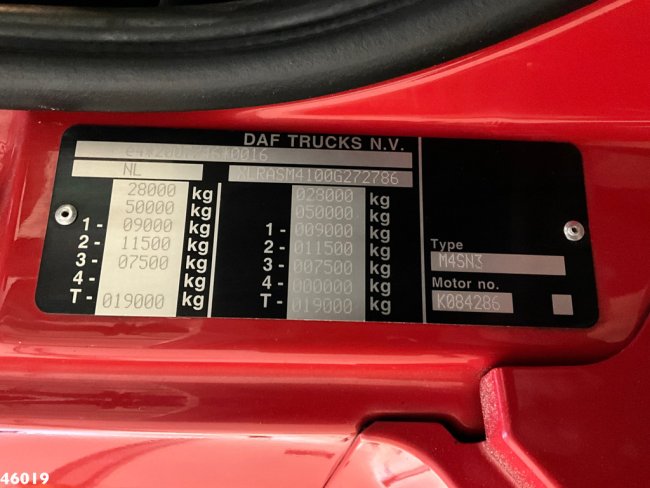 DAF TRUCKS N.V.
NL XLRASM4100G272786
28000 kg 028000 kg
50000 kg 050000 kg
1 - 09000 kg 1 - 009000 kg
2 - 11500 kg 2 - 011500 kg
3 - 07500 kg 3 - 007500 kg
4 - kg 4 - 000000 kg
T - 019000 kg T - 019000 kg
Type
M4SN3
Motor no.
K084286
46019